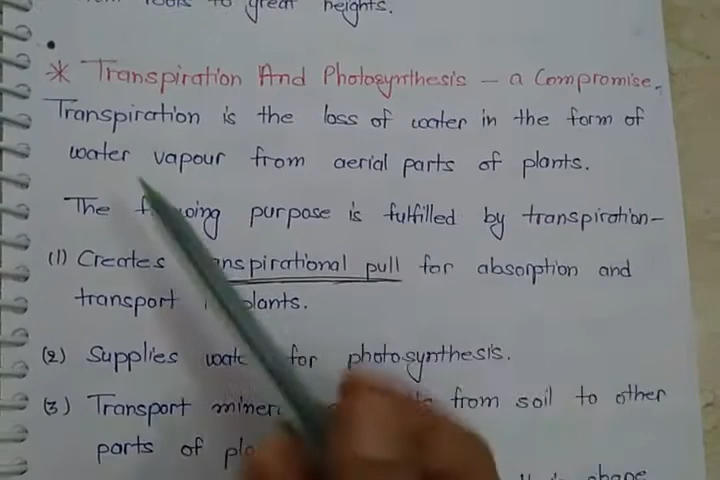 to great heights.
* Transpiration And Photosynthesis – a Compromise.
Transpiration is the loss of water in the form of
water vapour from aerial parts of plants.
The purpose is fulfilled by transpiration–
(1) Creates pull for absorption and
transport plants.
(2) Supplies for photosynthesis.
(3) Transport from soil to other
parts of
shape